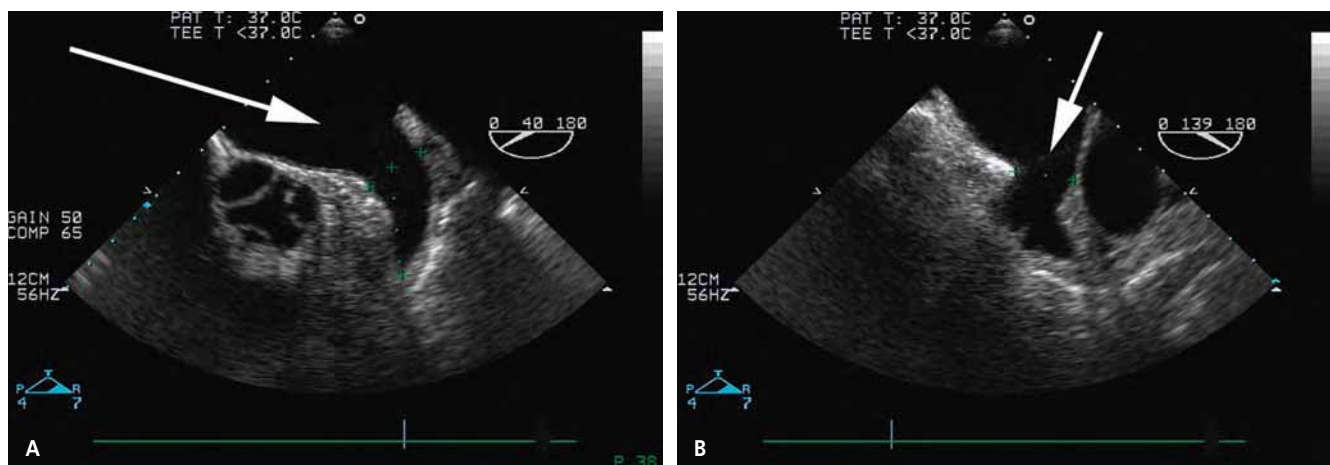 PAT T: 37.0C
TEE T <37.0C
0 40 180
GAIN 50
COMP 65
12CM
56HZ
P T R
4 7
A
P 38
PAT T: 37.0C
TEE T <37.0C
0 139 180
12CM
56HZ
P T R
4 7
B